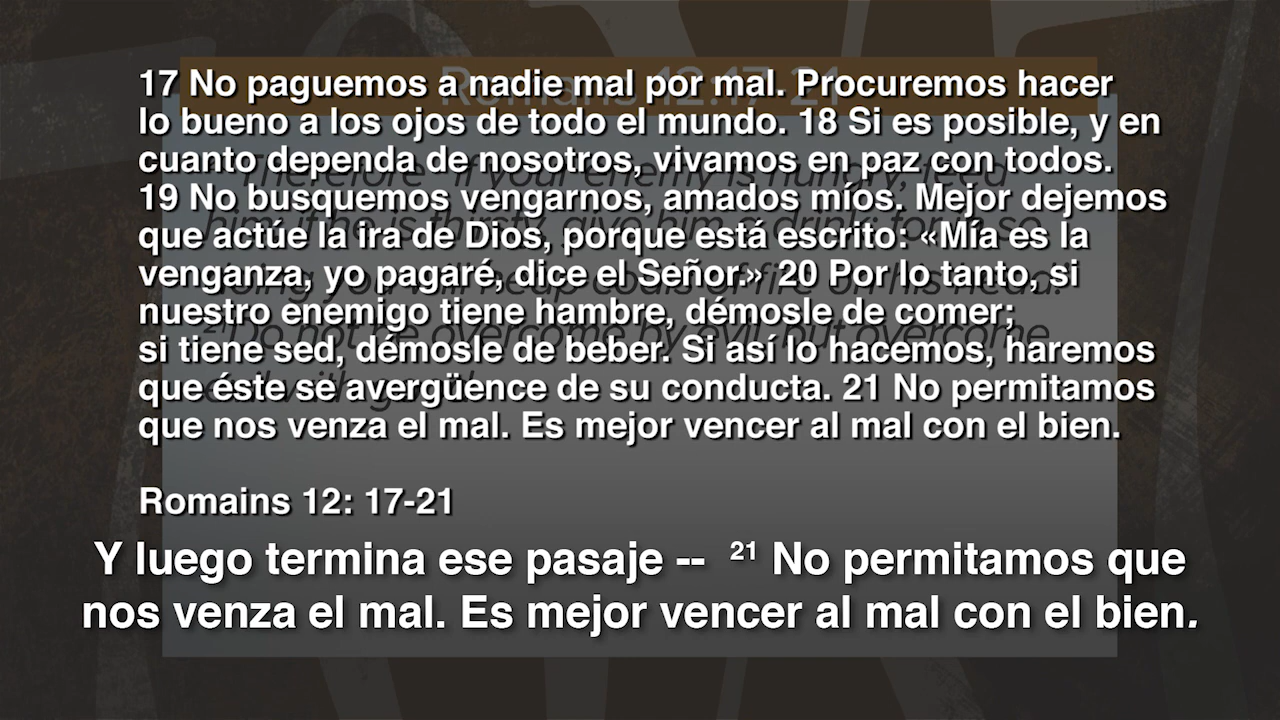 Romans 12:17-21
17 No paguemos a nadie mal por mal. Procuremos hacer
lo bueno a los ojos de todo el mundo. 18 Si es posible, y en
cuanto dependa de nosotros, vivamos en paz con todos.
19 No busquemos vengarnos, amados míos. Mejor dejemos
que actúe la ira de Dios, porque está escrito: «Mía es la
venganza, yo pagaré, dice el Señor.» 20 Por lo tanto, si
nuestro enemigo tiene hambre, démosle de comer;
si tiene sed, démosle de beber. Si así lo hacemos, haremos
que éste se avergüence de su conducta. 21 No permitamos
que nos venza el mal. Es mejor vencer al mal con el bien.
Romains 12: 17-21
Y luego termina ese pasaje -- ²¹ No permitamos que
nos venza el mal. Es mejor vencer al mal con el bien.